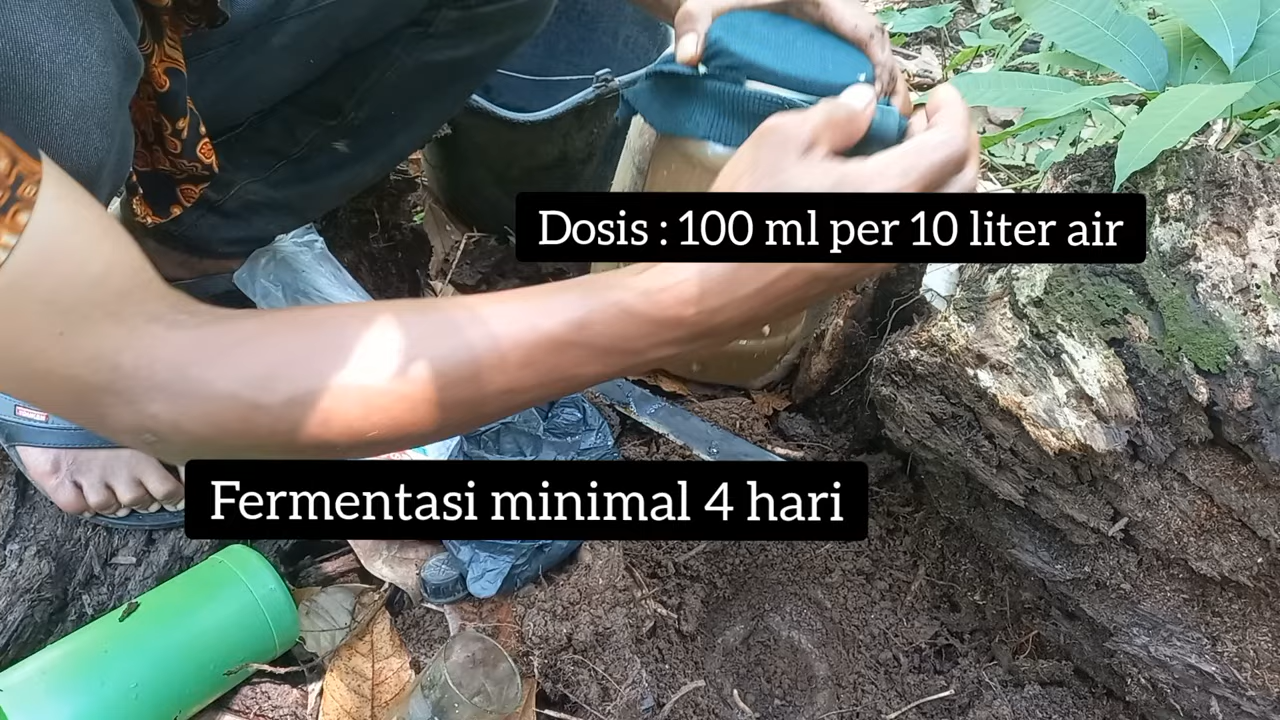 Dosis : 100 ml per 10 liter air
Fermentasi minimal 4 hari